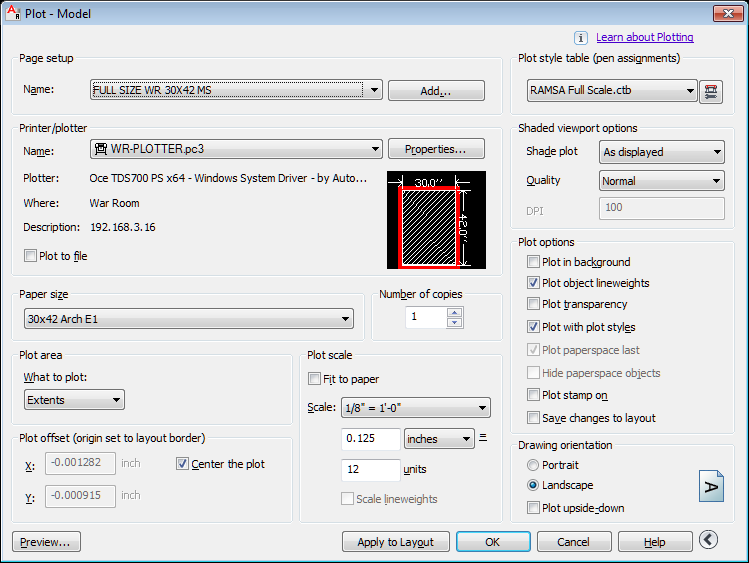 Plot - Model
Learn about Plotting
Page setup
Name:
FULL SIZE WR 30X42 MS
Add...
Printer/plotter
Name:
WR-PLOTTER.pc3
Properties...
Plotter:
Oce TDS700 PS x64 - Windows System Driver - by Auto...
Where:
War Room
Description:
192.168.3.16
Plot to file
30.0''
42.0''
Paper size
30x42 Arch E1
Number of copies
1
Plot area
What to plot:
Extents
Plot offset (origin set to layout border)
X:
-0.001282
inch
Center the plot
Y:
-0.000915
inch
Plot scale
Fit to paper
Scale:
1/8" = 1'-0"
0.125
inches
=
12
units
Scale lineweights
Plot style table (pen assignments)
RAMSA Full Scale.ctb
Shaded viewport options
Shade plot
As displayed
Quality
Normal
DPI
100
Plot options
Plot in background
Plot object lineweights
Plot transparency
Plot with plot styles
Plot paperspace last
Hide paperspace objects
Plot stamp on
Save changes to layout
Drawing orientation
Portrait
Landscape
Plot upside-down
A
Preview...
Apply to Layout
OK
Cancel
Help